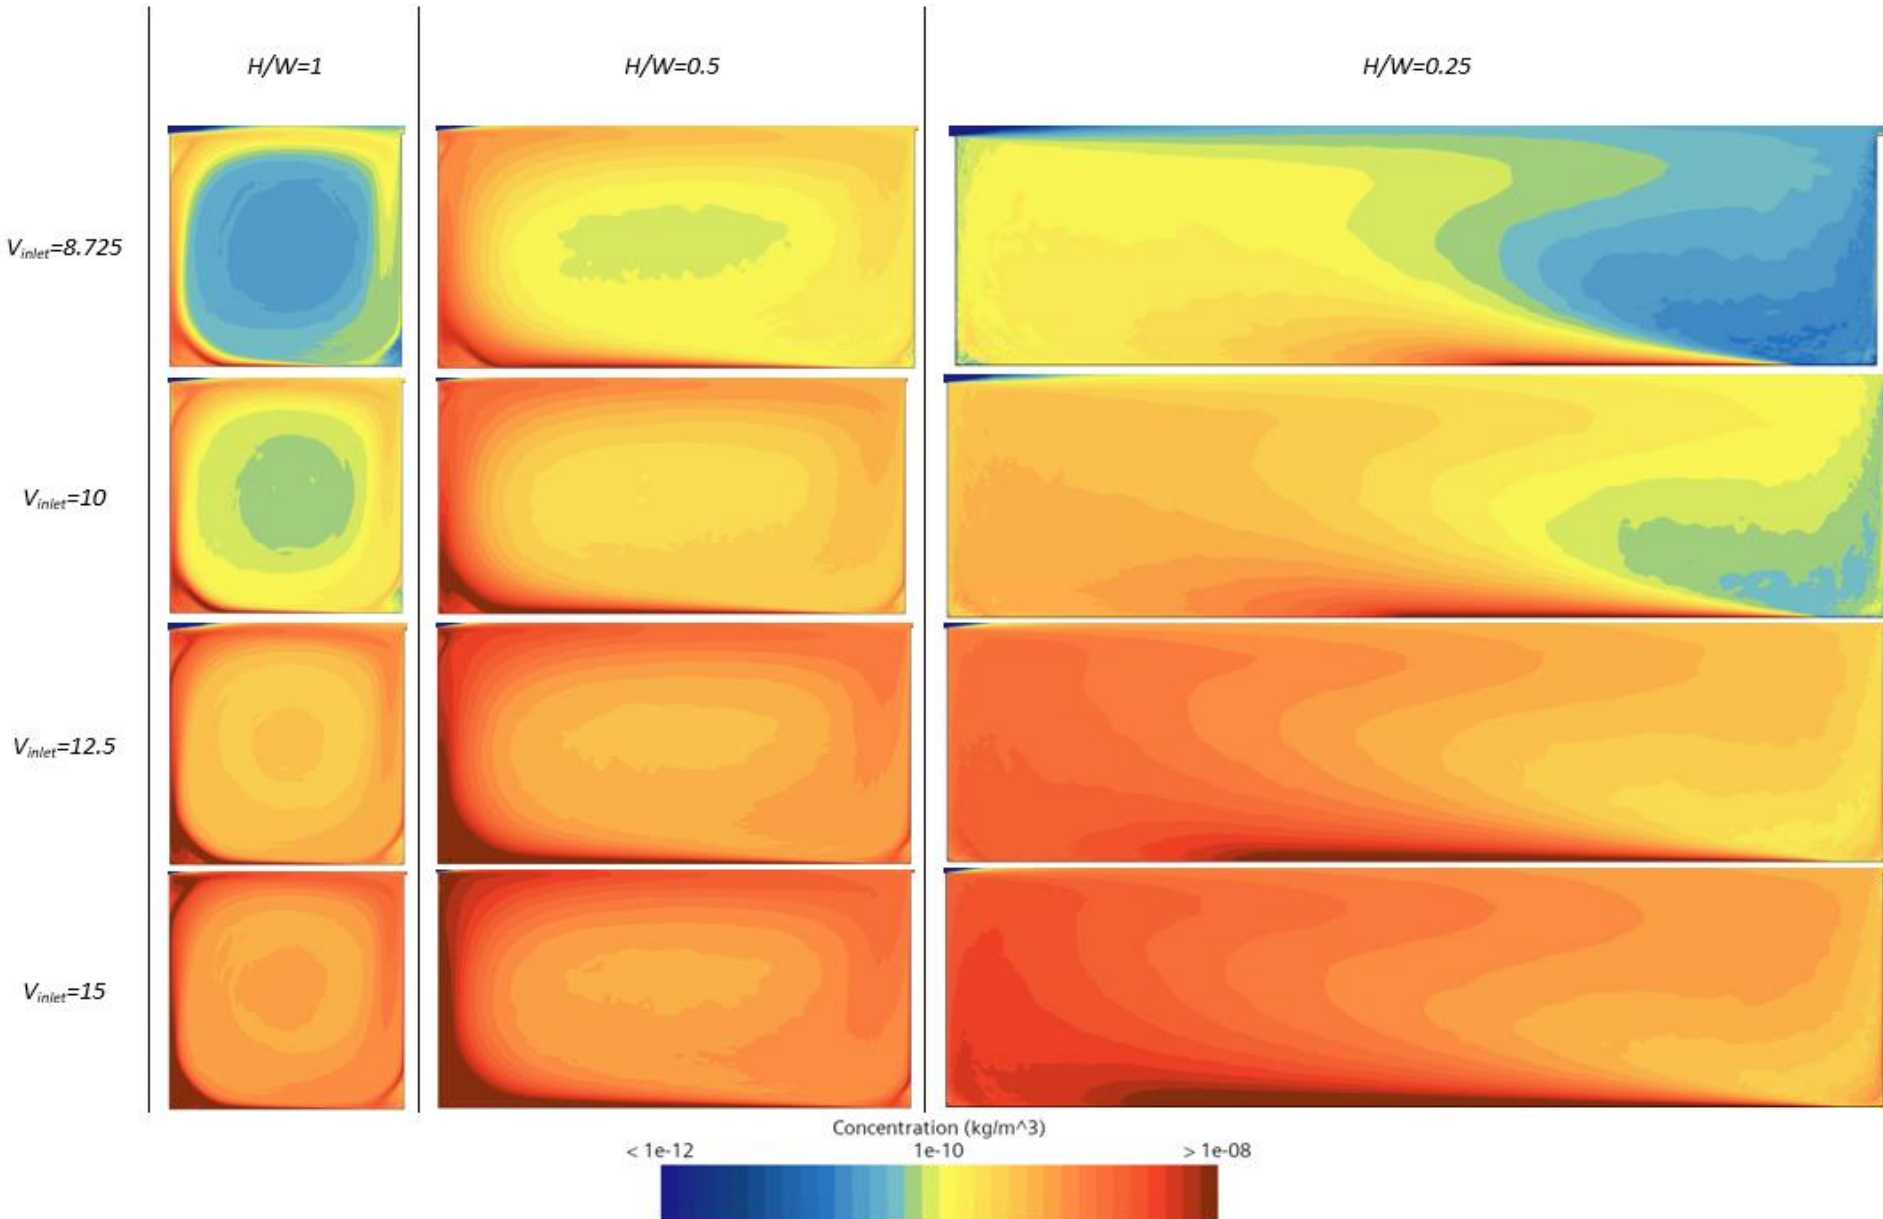 H/W=1
H/W=0.5
H/W=0.25
Vinlet=8.725
Vinlet=10
Vinlet=12.5
Vinlet=15
Concentration (kg/m^3)
< 1e-12
1e-10
> 1e-08